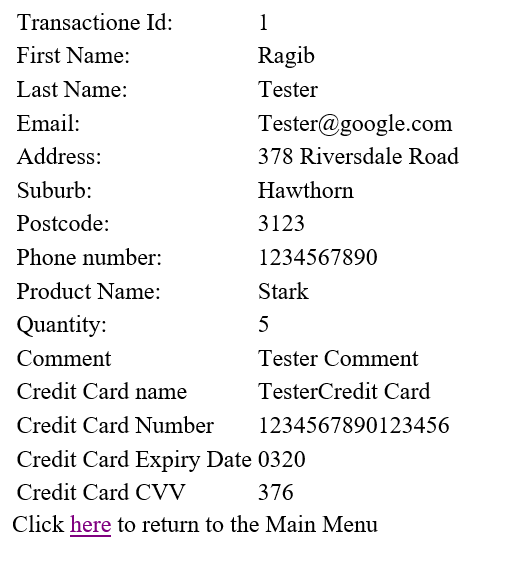 Transactione Id: 1
First Name: Ragib
Last Name: Tester
Email: Tester@google.com
Address: 378 Riversdale Road
Suburb: Hawthorn
Postcode: 3123
Phone number: 1234567890
Product Name: Stark
Quantity: 5
Comment Tester Comment
Credit Card name TesterCredit Card
Credit Card Number 1234567890123456
Credit Card Expiry Date 0320
Credit Card CVV 376
Click here to return to the Main Menu